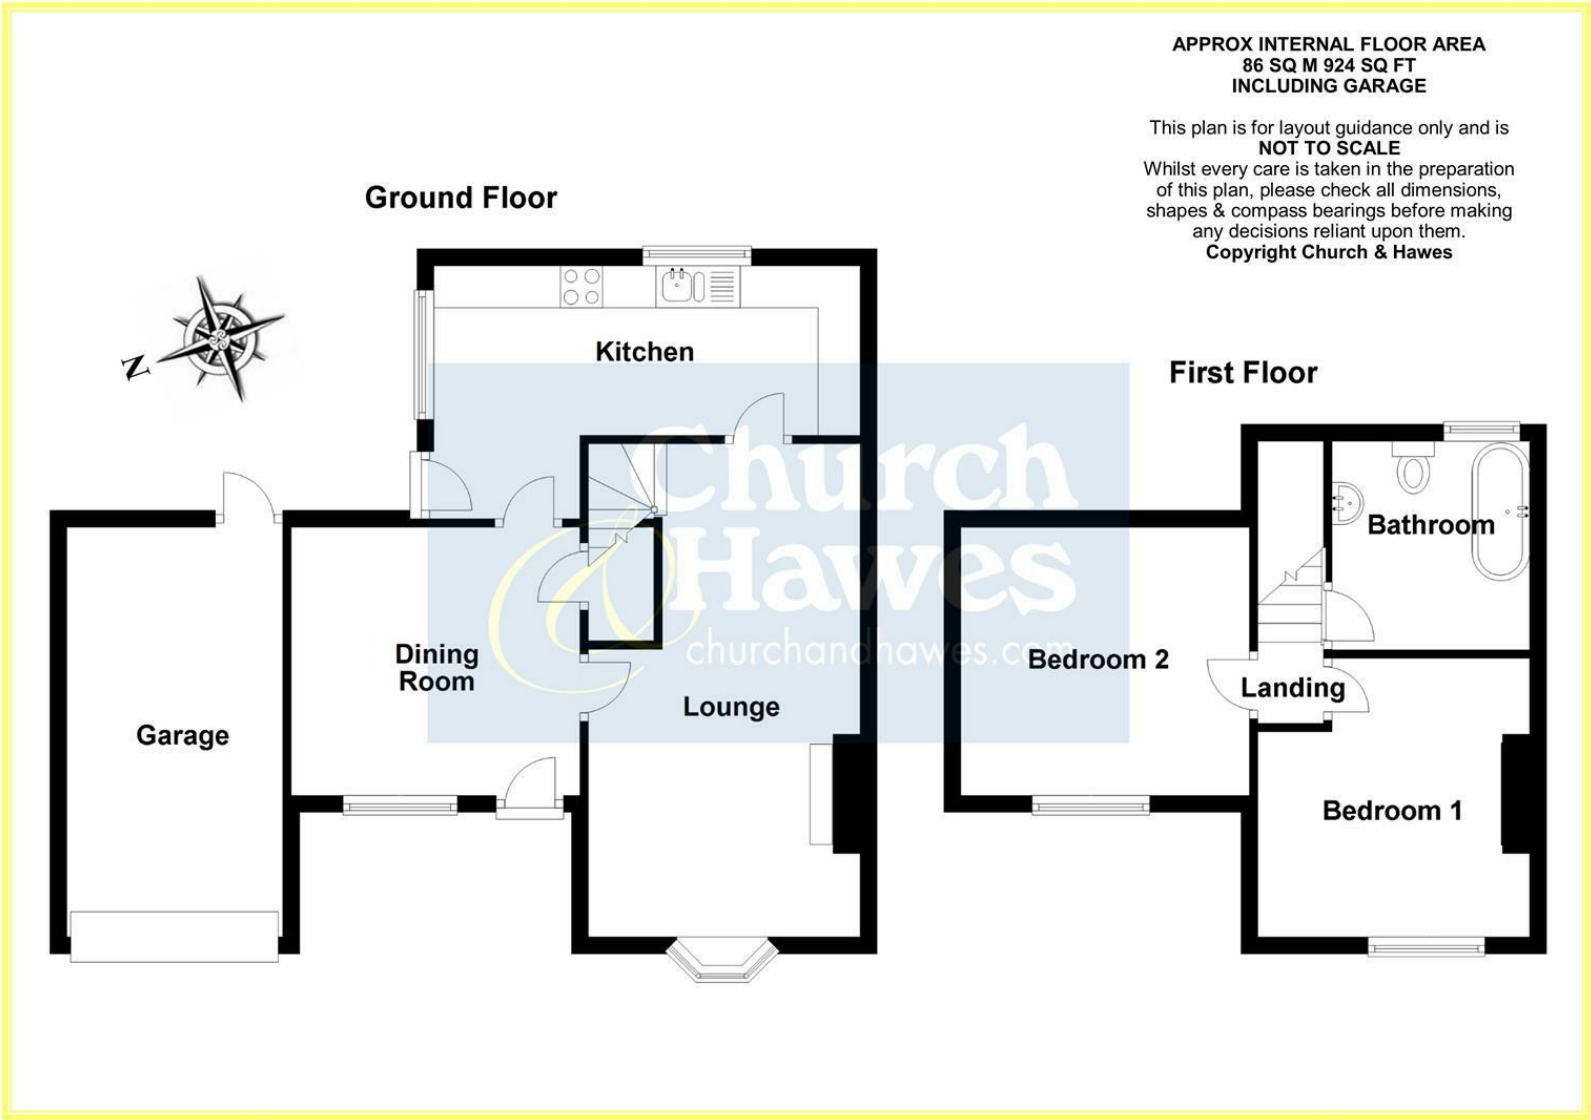 APPROX INTERNAL FLOOR AREA
86 SQ M 924 SQ FT
INCLUDING GARAGE
This plan is for layout guidance only and is
NOT TO SCALE
Whilst every care is taken in the preparation
of this plan, please check all dimensions,
shapes & compass bearings before making
any decisions reliant upon them.
Copyright Church & Hawes
Ground Floor
N
Kitchen
Dining
Room
Lounge
Garage
First Floor
Bathroom
Bedroom 2
Landing
Bedroom 1
Church
& Hawes
churchandhawes.com